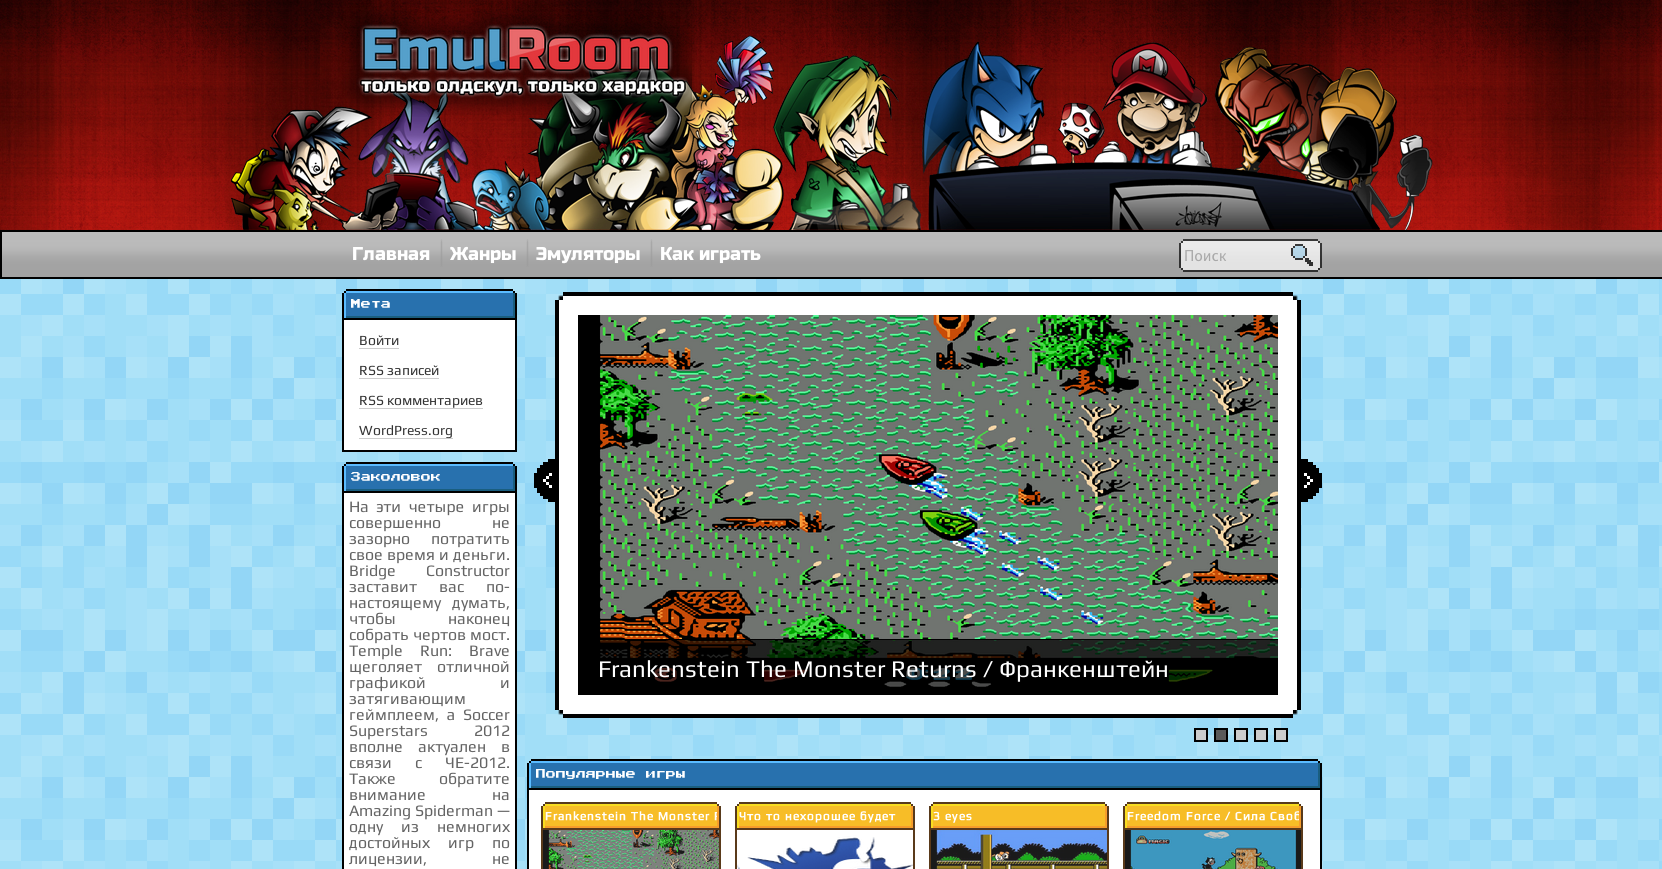 EmulRoom
только олдскул, только хардкор
Главная
Жанры
Эмуляторы
Как играть
Поиск
Мета
Войти
RSS записей
RSS комментариев
WordPress.org
Заколовок
На эти четыре игры
совершенно не
зазорно потратить
свое время и деньги.
Bridge Constructor
заставит вас по-
настоящему думать,
чтобы наконец
собрать чертов мост.
Temple Run: Brave
щеголяет отличной
графикой и
затягивающим
геймплеем, а Soccer
Superstars 2012
вполне актуален в
связи с ЧЕ-2012.
Также обратите
внимание на
Amazing Spiderman —
одну из немногих
достойных игр по
лицензии, не
Frankenstein The Monster Returns / Франкенштейн
Популярные игры
Frankenstein The Monster
Что то нехорошее будет
3 eyes
Freedom Force / Сила Своб